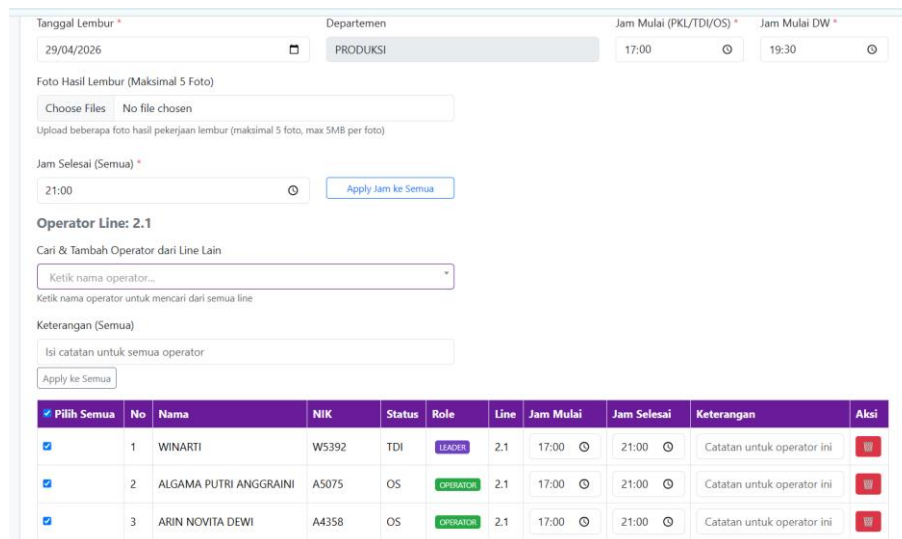 Tanggal Lembur * Departemen Jam Mulai (PKL/TDI/OS) * Jam Mulai DW *
29/04/2026 PRODUKSI 17:00 19:30
Foto Hasil Lembur (Maksimal 5 Foto)
Choose Files No file chosen
Upload beberapa foto hasil pekerjaan lembur (maksimal 5 foto, max 5MB per foto)
Jam Selesai (Semua) *
21:00 Apply Jam ke Semua
Operator Line: 2.1
Cari & Tambah Operator dari Line Lain
Ketik nama operator...
Ketik nama operator untuk mencari dari semua line
Keterangan (Semua)
Isi catatan untuk semua operator
Apply ke Semua
Pilih Semua No Nama NIK Status Role Line Jam Mulai Jam Selesai Keterangan Aksi
1 WINARTI W5392 TDI LEADER 2.1 17:00 21:00 Catatan untuk operator ini
2 ALGAMA PUTRI ANGGRAINI A5075 OS OPERATOR 2.1 17:00 21:00 Catatan untuk operator ini
3 ARIN NOVITA DEWI A4358 OS OPERATOR 2.1 17:00 21:00 Catatan untuk operator ini